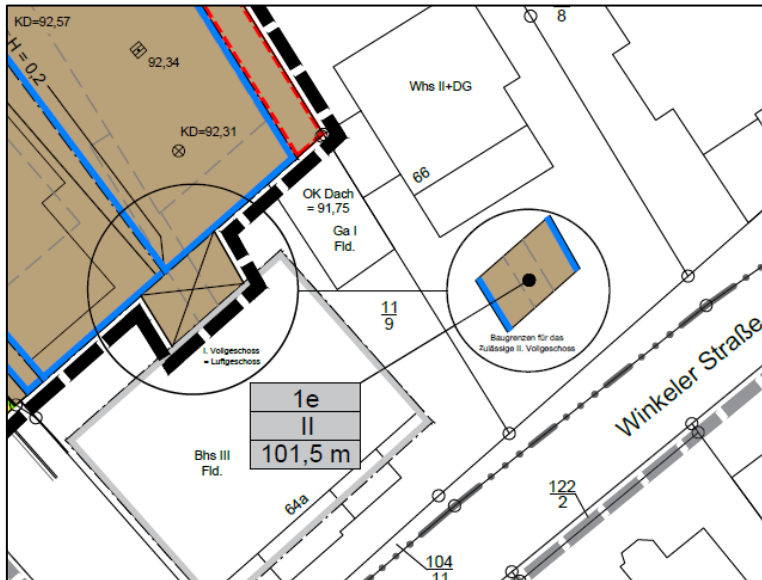 KD=92,57
8
92,34
H = 0,2
Whs II+DG
KD=92,31
66
OK Dach
= 91,75
Ga I
Fld.
11
9
Baugrenzen für das
zulässige II. Vollgeschoss
I. Vollgeschoss
= Luftgeschoss
Winkeler Straße
1e
II
101,5 m
Bhs III
Fld.
64a
122
2
104
11